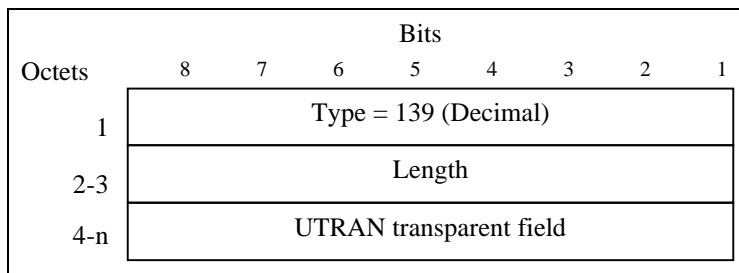 Bits
Octets 8 7 6 5 4 3 2 1
1 Type = 139 (Decimal)
2-3 Length
4-n UTRAN transparent field